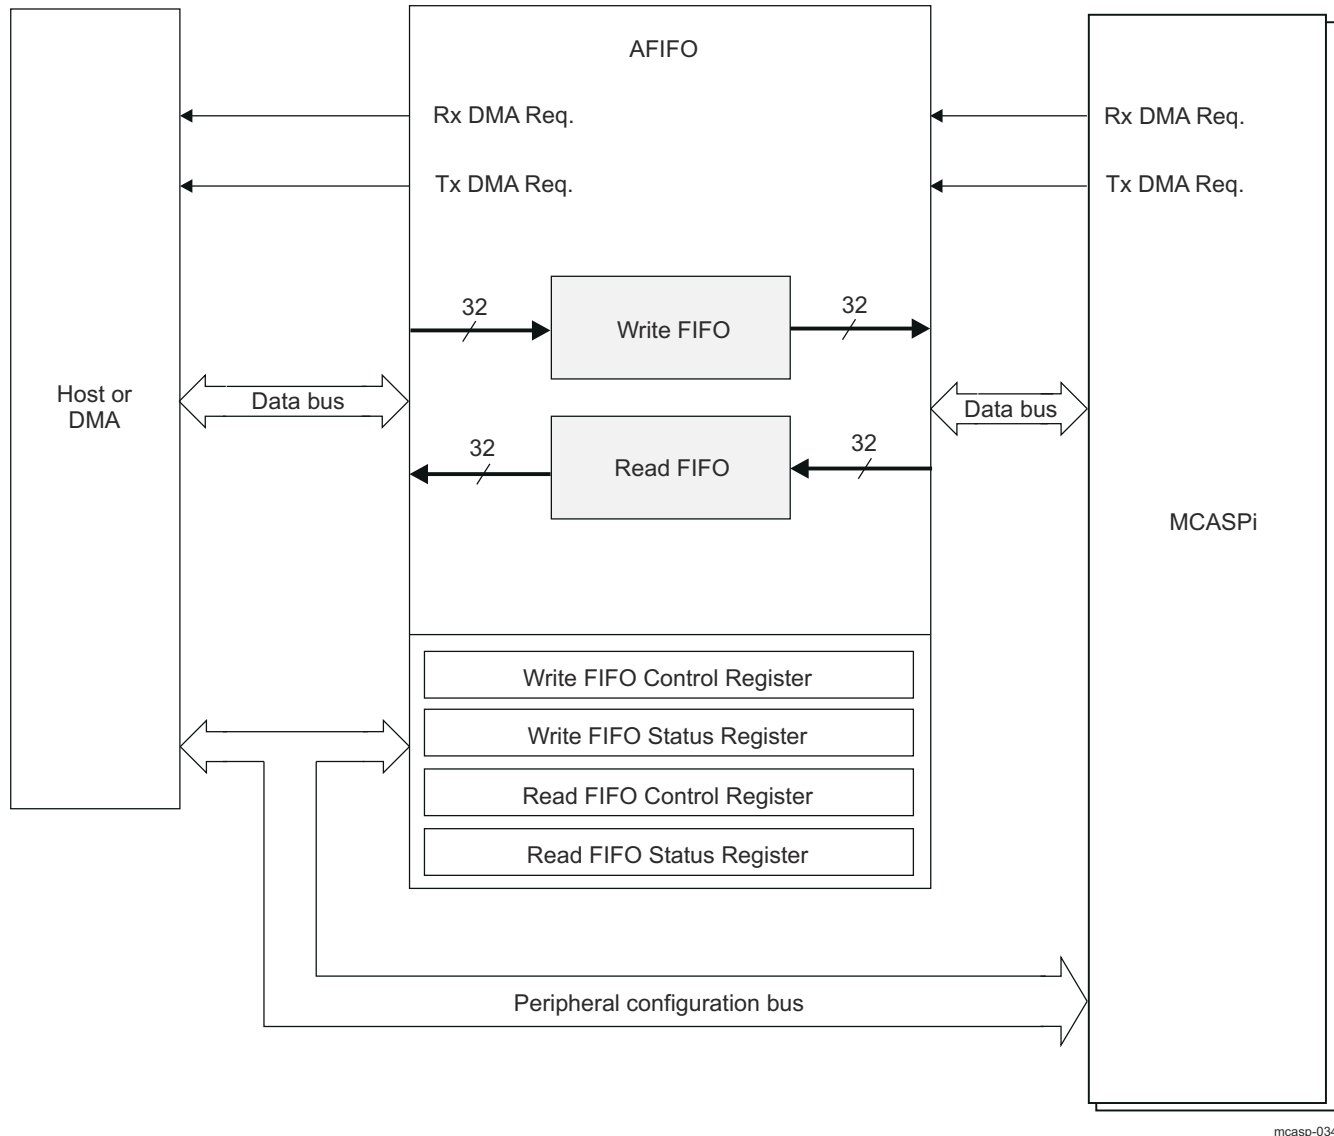 AFIFO
Rx DMA Req.
Rx DMA Req.
Tx DMA Req.
Tx DMA Req.
32
32
Write FIFO
Host or
DMA
Data bus
Data bus
32
32
Read FIFO
MCASPi
Write FIFO Control Register
Write FIFO Status Register
Read FIFO Control Register
Read FIFO Status Register
Peripheral configuration bus
mcasp-034